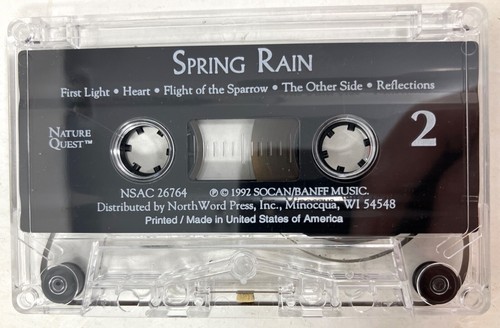 SPRING RAIN
First Light • Heart • Flight of the Sparrow • The Other Side • Reflections
NATURE
QUEST™
2
NSAC 26764
℗ © 1992 SOCAN/BANFF MUSIC.
Distributed by NorthWord Press, Inc., Minocqua, WI 54548
Printed / Made in United States of America